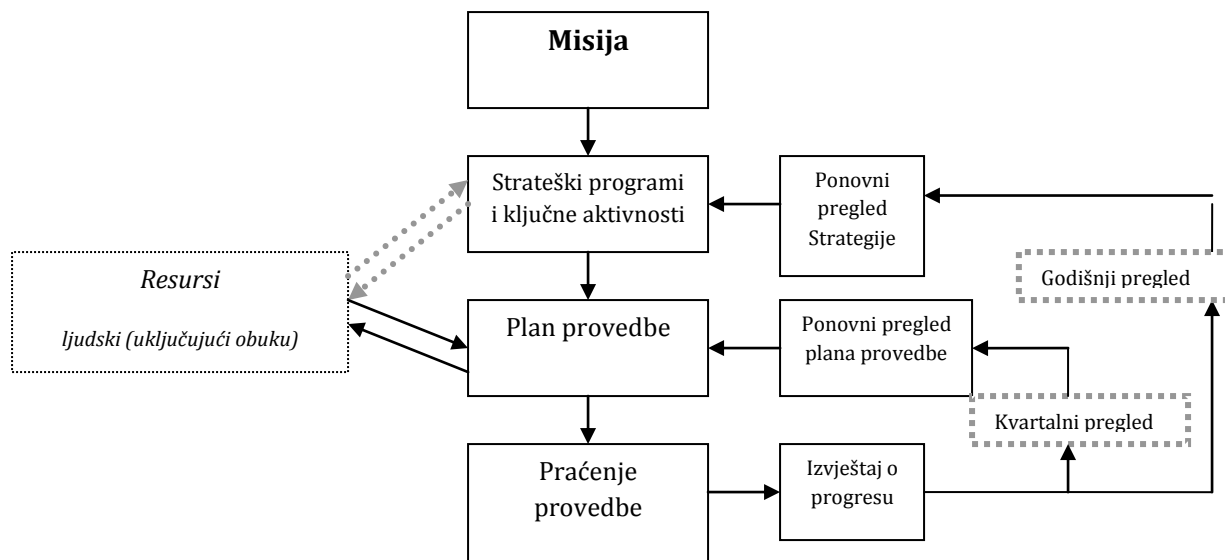 Misija
Strateški programi
i ključne aktivnosti
Ponovni
pregled
Strategije
Resursi
ljudski (uključujući obuku)
Godišnji pregled
Plan provedbe
Ponovni pregled
plana provedbe
Kvartalni pregled
Praćenje
provedbe
Izvještaj o
progresu